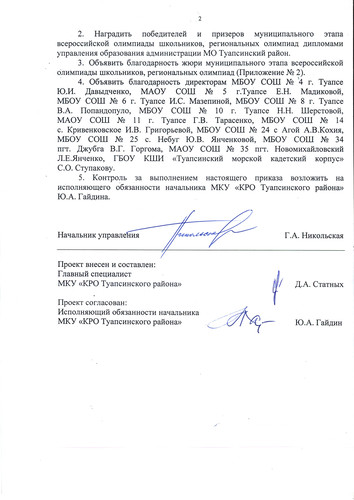 2
2. Наградить победителей и призеров муниципального этапа
всероссийской олимпиады школьников, региональных олимпиад дипломами
управления образования администрации МО Туапсинский район.
3. Объявить благодарность жюри муниципального этапа всероссийской
олимпиады школьников, региональных олимпиад (Приложение № 2).
4. Объявить благодарность директорам МБОУ СОШ № 4 г. Туапсе
Ю.И. Давыдченко, МАОУ СОШ № 5 г.Туапсе Е.Н. Мадиковой,
МБОУ СОШ № 6 г. Туапсе И.С. Мазепиной, МБОУ СОШ № 8 г. Туапсе
В.А. Попандопуло, МБОУ СОШ № 10 г. Туапсе Н.Н. Шерстовой,
МАОУ СОШ № 11 г. Туапсе Г.В. Тарасенко, МБОУ СОШ № 14
с. Кривенковское И.В. Григорьевой, МБОУ СОШ № 24 с Агой А.В.Кохия,
МБОУ СОШ № 25 с. Небуг Ю.В. Янченковой, МБОУ СОШ № 34
пгт. Джубга В.Г. Горгома, МАОУ СОШ № 35 пгт. Новомихайловский
Л.Е.Янченко, ГБОУ КШИ «Туапсинский морской кадетский корпус»
С.О. Ступакову.
5. Контроль за выполнением настоящего приказа возложить на
исполняющего обязанности начальника МКУ «КРО Туапсинского района»
Ю.А. Гайдина.
Начальник управления Г.А. Никольская
Проект внесен и составлен:
Главный специалист
МКУ «КРО Туапсинского района» Д.А. Статных
Проект согласован:
Исполняющий обязанности начальника
МКУ «КРО Туапсинского района» Ю.А. Гайдин